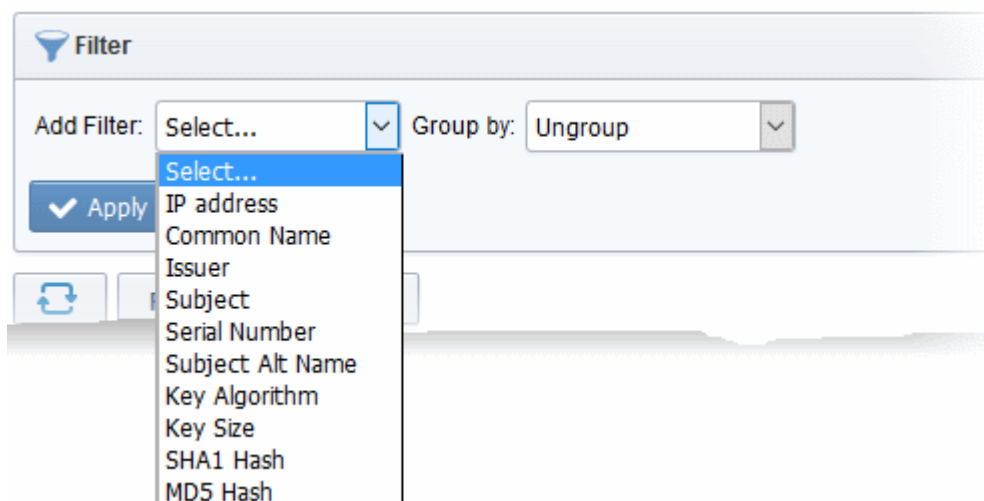 Filter
Add Filter: Select... Group by: Ungroup
Select...
IP address
Apply
Common Name
Issuer
Subject
Serial Number
Subject Alt Name
Key Algorithm
Key Size
SHA1 Hash
MD5 Hash